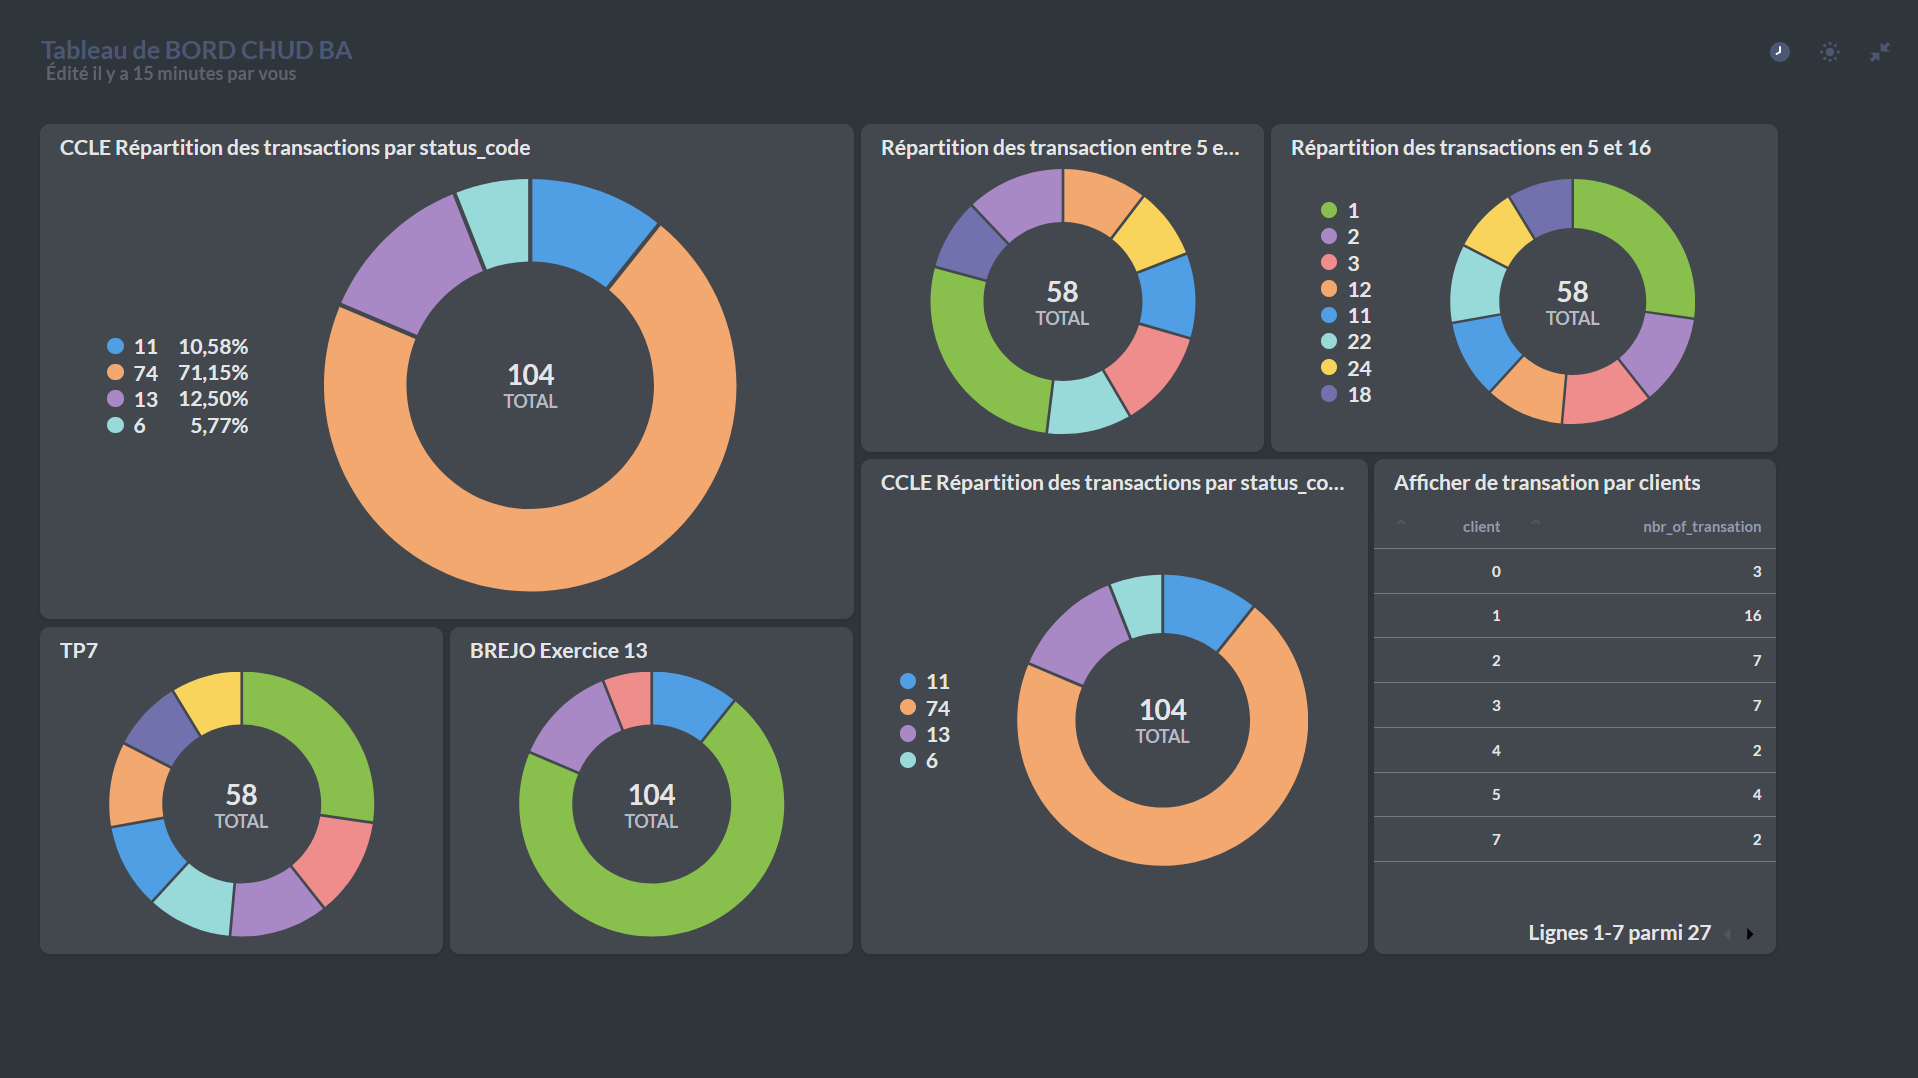 Tableau de BORD CHUD BA
Édité il y a 15 minutes par vous
CCLE Répartition des transactions par status_code
11 10,58%
74 71,15%
13 12,50%
6 5,77%
104
TOTAL
Répartition des transaction entre 5 e...
58
TOTAL
Répartition des transactions en 5 et 16
1
2
3
12
11
22
24
18
58
TOTAL
TP7
58
TOTAL
BREJO Exercice 13
104
TOTAL
CCLE Répartition des transactions par status_co...
11
74
13
6
104
TOTAL
Afficher de transation par clients
client nbr_of_transation
0 3
1 16
2 7
3 7
4 2
5 4
7 2
Lignes 1-7 parmi 27